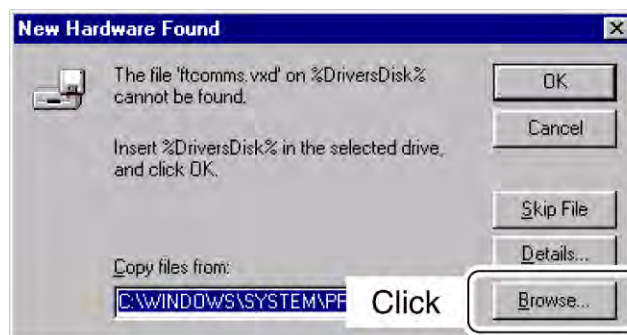 New Hardware Found
The file 'ftcomms.vxd' on %DriversDisk%
cannot be found.
Insert %DriversDisk% in the selected drive,
and click OK.
Copy files from:
C:\WINDOWS\SYSTEM\PF
Click
OK
Cancel
Skip File
Details...
Browse...